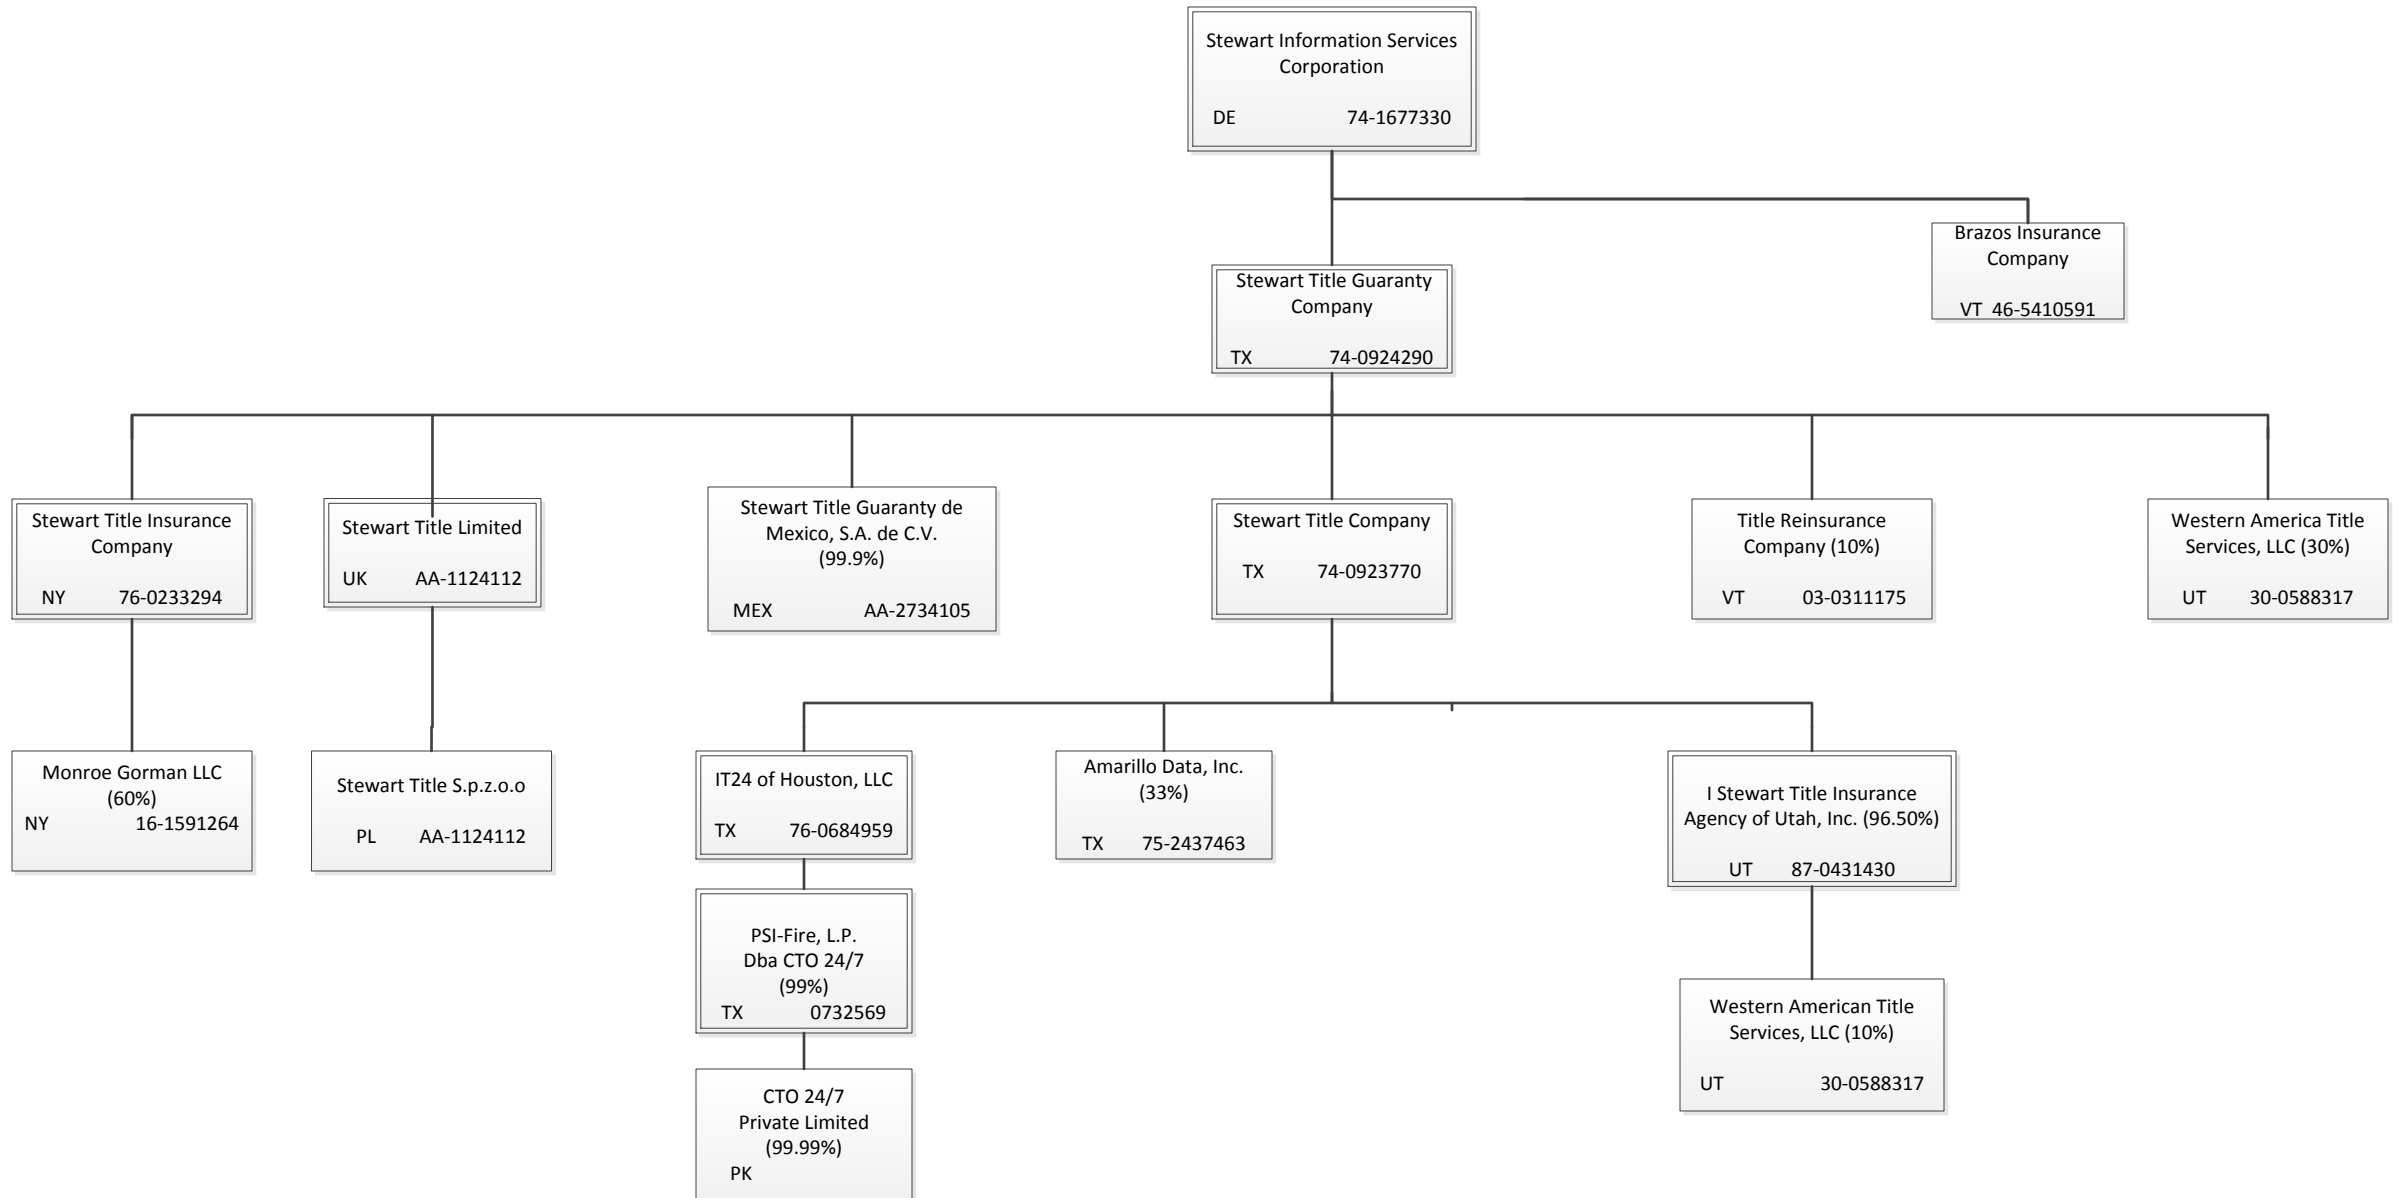 Stewart Information Services
Corporation
DE 74-1677330
Brazos Insurance
Company
VT 46-5410591
Stewart Title Guaranty
Company
TX 74-0924290
Stewart Title Insurance
Company
NY 76-0233294
Stewart Title Limited
UK AA-1124112
Stewart Title Guaranty de
Mexico, S.A. de C.V.
(99.9%)
MEX AA-2734105
Stewart Title Company
TX 74-0923770
Title Reinsurance
Company (10%)
VT 03-0311175
Western America Title
Services, LLC (30%)
UT 30-0588317
Monroe Gorman LLC
(60%)
NY 16-1591264
Stewart Title S.p.z.o.o
PL AA-1124112
IT24 of Houston, LLC
TX 76-0684959
Amarillo Data, Inc.
(33%)
TX 75-2437463
I Stewart Title Insurance
Agency of Utah, Inc. (96.50%)
UT 87-0431430
PSI-Fire, L.P.
Dba CTO 24/7
(99%)
TX 0732569
Western American Title
Services, LLC (10%)
UT 30-0588317
CTO 24/7
Private Limited
(99.99%)
PK